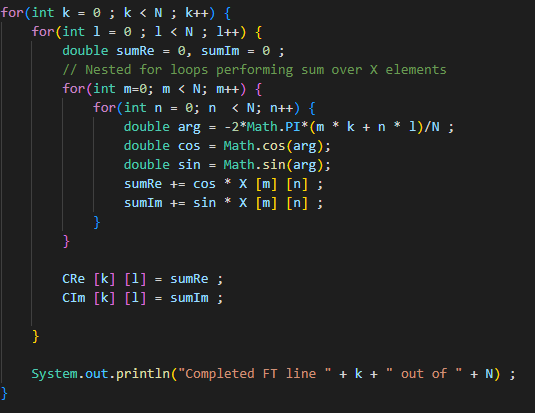 for(int k = 0 ; k < N ; k++) {
    for(int l = 0 ; l < N ; l++) {
        double sumRe = 0, sumIm = 0 ;
        // Nested for loops performing sum over X elements
        for(int m=0; m < N; m++) {
            for(int n = 0; n  < N; n++) {
                double arg = -2*Math.PI*(m * k + n * l)/N ;
                double cos = Math.cos(arg);
                double sin = Math.sin(arg);
                sumRe += cos * X [m] [n] ;
                sumIm += sin * X [m] [n] ;
            }
        }
        CRe [k] [l] = sumRe ;
        CIm [k] [l] = sumIm ;
    }
    System.out.println("Completed FT line " + k + " out of " + N) ;
}